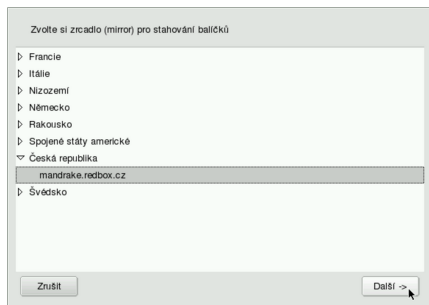 Zvolte si zrcadlo (mirror) pro stahování balíčků
Francie
Itálie
Nizozemí
Německo
Rakousko
Spojené státy americké
Česká republika
mandrake.redbox.cz
Švédsko
Zrušit
Další ->